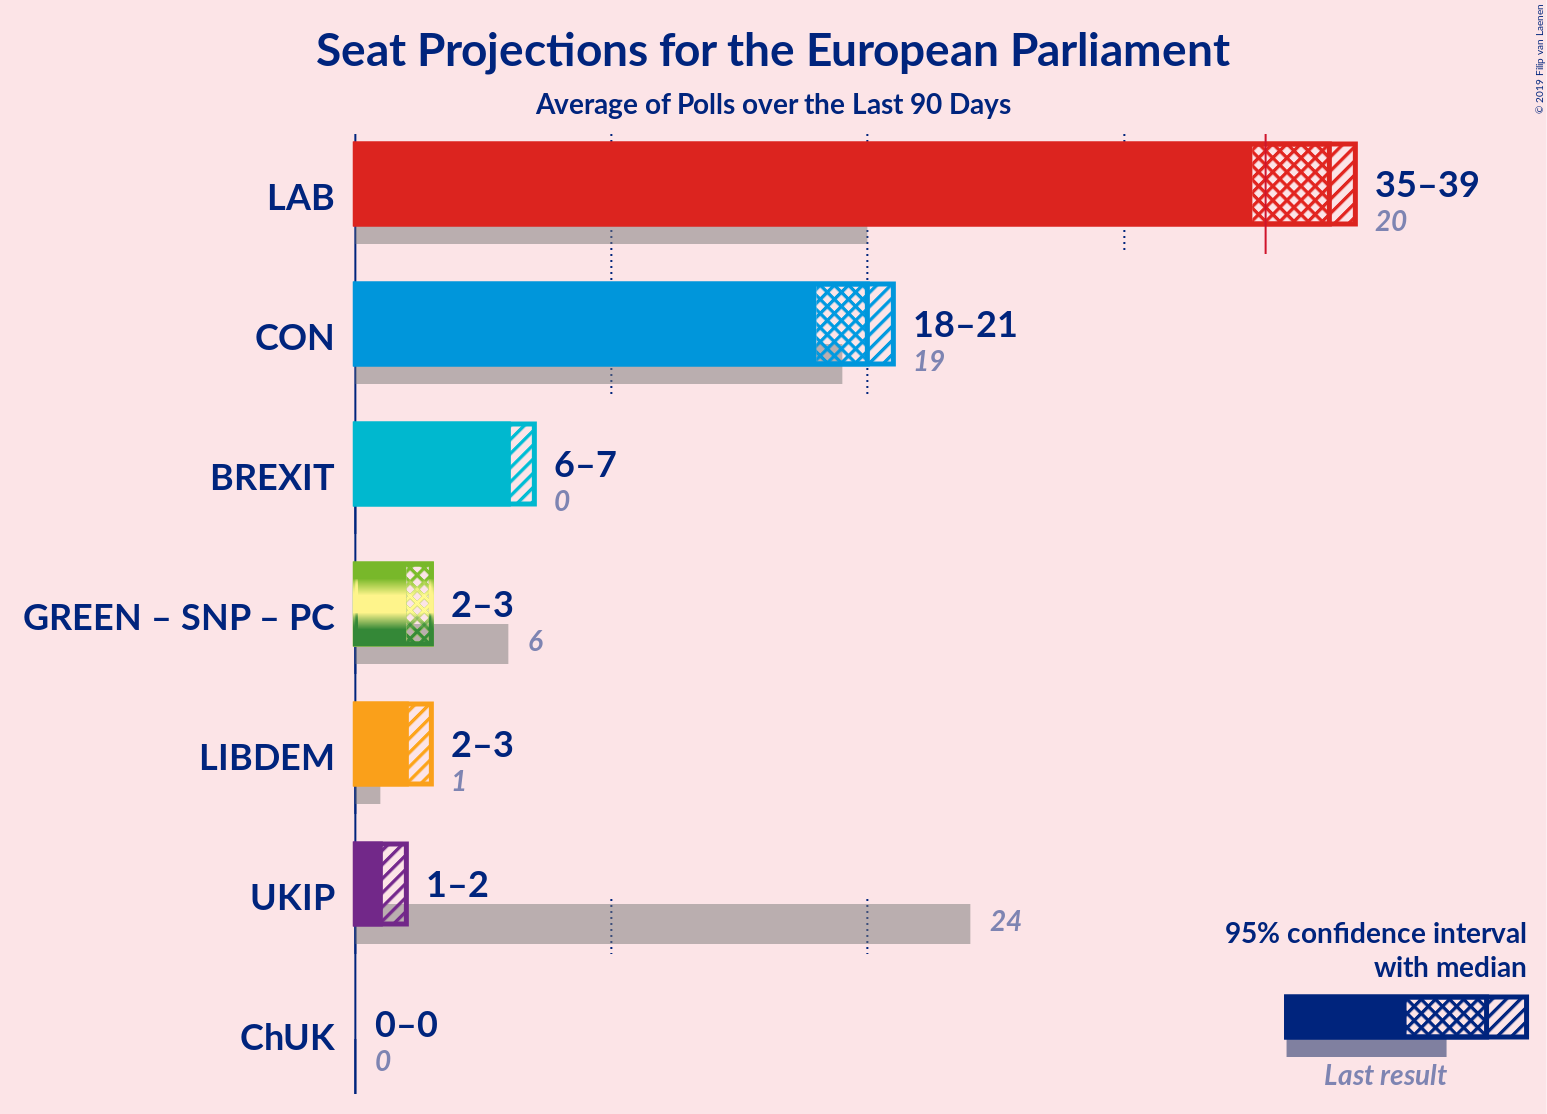 Seat Projections for the European Parliament
Average of Polls over the Last 90 Days
© 2019 Filip van Laenen
LAB
35–39
20
CON
18–21
19
BREXIT
6–7
0
GREEN – SNP – PC
2–3
6
LIBDEM
2–3
1
UKIP
1–2
24
ChUK
0–0
0
95% confidence interval
with median
Last result